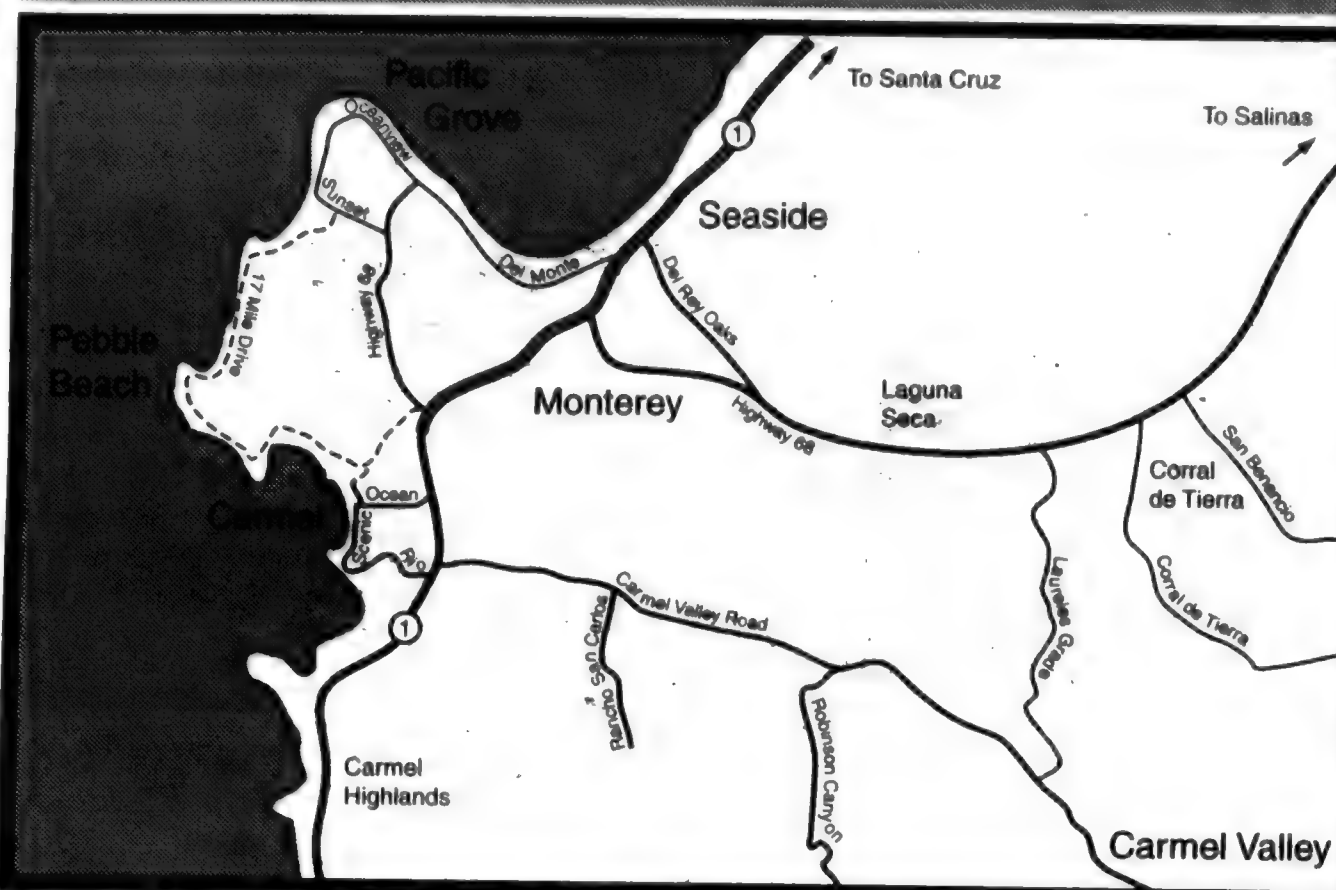 Pacific
Grove
To Santa Cruz
To Salinas
Oceanview
1
Sunset
Seaside
Del Monte
Del Rey Oaks
17 Mile Drive
Highway 68
Pebble
Beach
Monterey
Laguna
Seca
Highway 68
San Benancio
Corral
de Tierra
Ocean
Carmel
Scenic
Rio
Carmel Valley Road
Laureles Grade
Corral de Tierra
1
Rancho San Carlos
Robinson Canyon
Carmel
Highlands
Carmel Valley